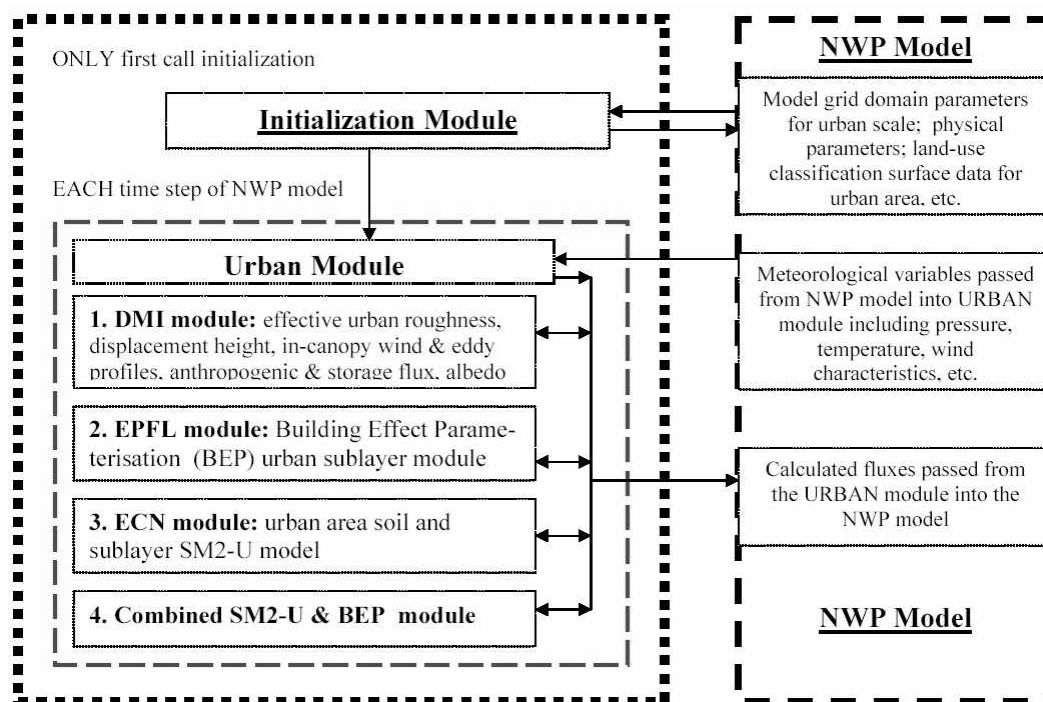 ONLY first call initialization
Initialization Module
EACH time step of NWP model
Urban Module
1. DMI module: effective urban roughness,
displacement height, in-canopy wind & eddy
profiles, anthropogenic & storage flux, albedo
2. EPFL module: Building Effect Parame-
terisation (BEP) urban sublayer module
3. ECN module: urban area soil and
sublayer SM2-U model
4. Combined SM2-U & BEP module
NWP Model
Model grid domain parameters
for urban scale; physical
parameters; land-use
classification surface data for
urban area, etc.
Meteorological variables passed
from NWP model into URBAN
module including pressure,
temperature, wind
characteristics, etc.
Calculated fluxes passed from
the URBAN module into the
NWP model
NWP Model